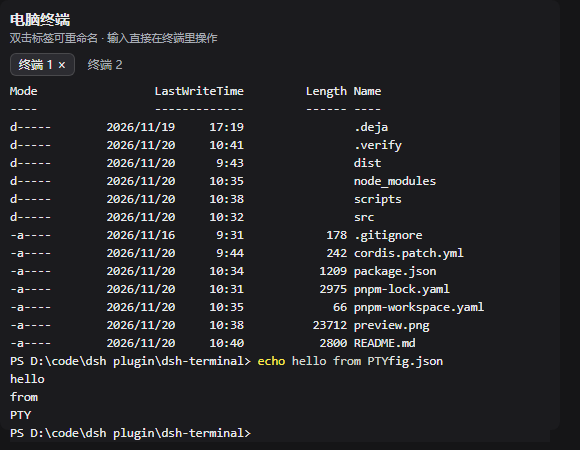 电脑终端
双击标签可重命名 · 输入直接在终端里操作
终端 1 × 终端 2
Mode LastWriteTime Length Name
---- ------------- ------ ----
d----- 2026/11/19 17:19 .deja
d----- 2026/11/20 10:41 .verify
d----- 2026/11/20 9:43 dist
d----- 2026/11/20 10:35 node_modules
d----- 2026/11/20 10:38 scripts
d----- 2026/11/20 10:32 src
-a---- 2026/11/16 9:31 178 .gitignore
-a---- 2026/11/20 9:44 242 cordis.patch.yml
-a---- 2026/11/20 10:34 1209 package.json
-a---- 2026/11/20 10:31 2975 pnpm-lock.yaml
-a---- 2026/11/20 10:35 66 pnpm-workspace.yaml
-a---- 2026/11/20 10:38 23712 preview.png
-a---- 2026/11/20 10:40 2800 README.md
PS D:\code\dsh plugin\dsh-terminal> echo hello from PTYfig.json
hello
from
PTY
PS D:\code\dsh plugin\dsh-terminal>